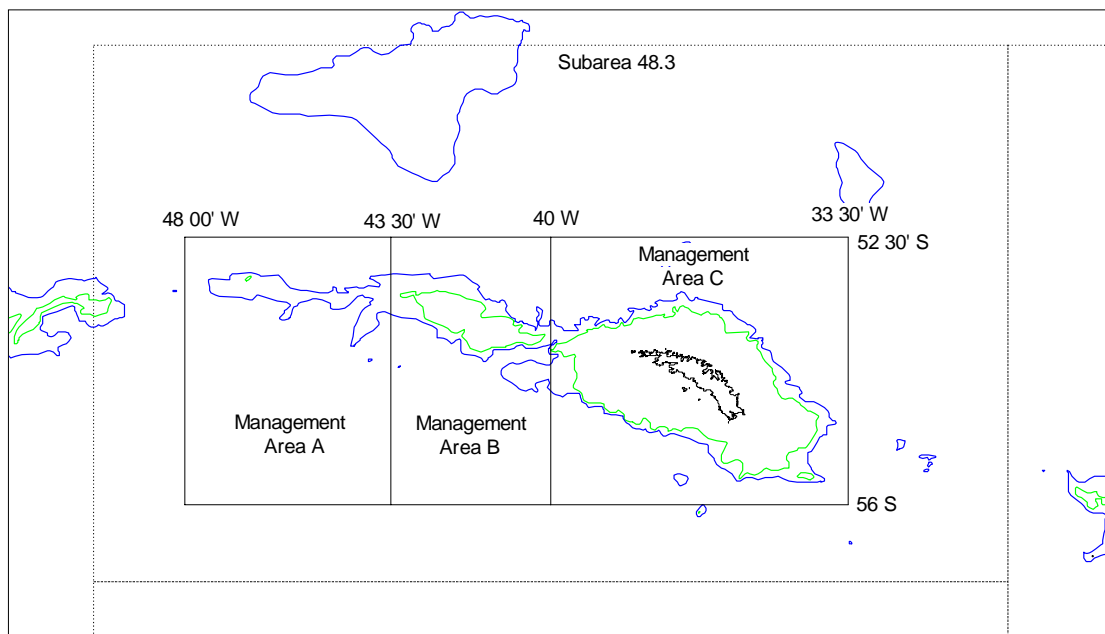 Subarea 48.3
48 00' W
43 30' W
40 W
33 30' W
52 30' S
Management
Area C
Management
Area A
Management
Area B
56 S